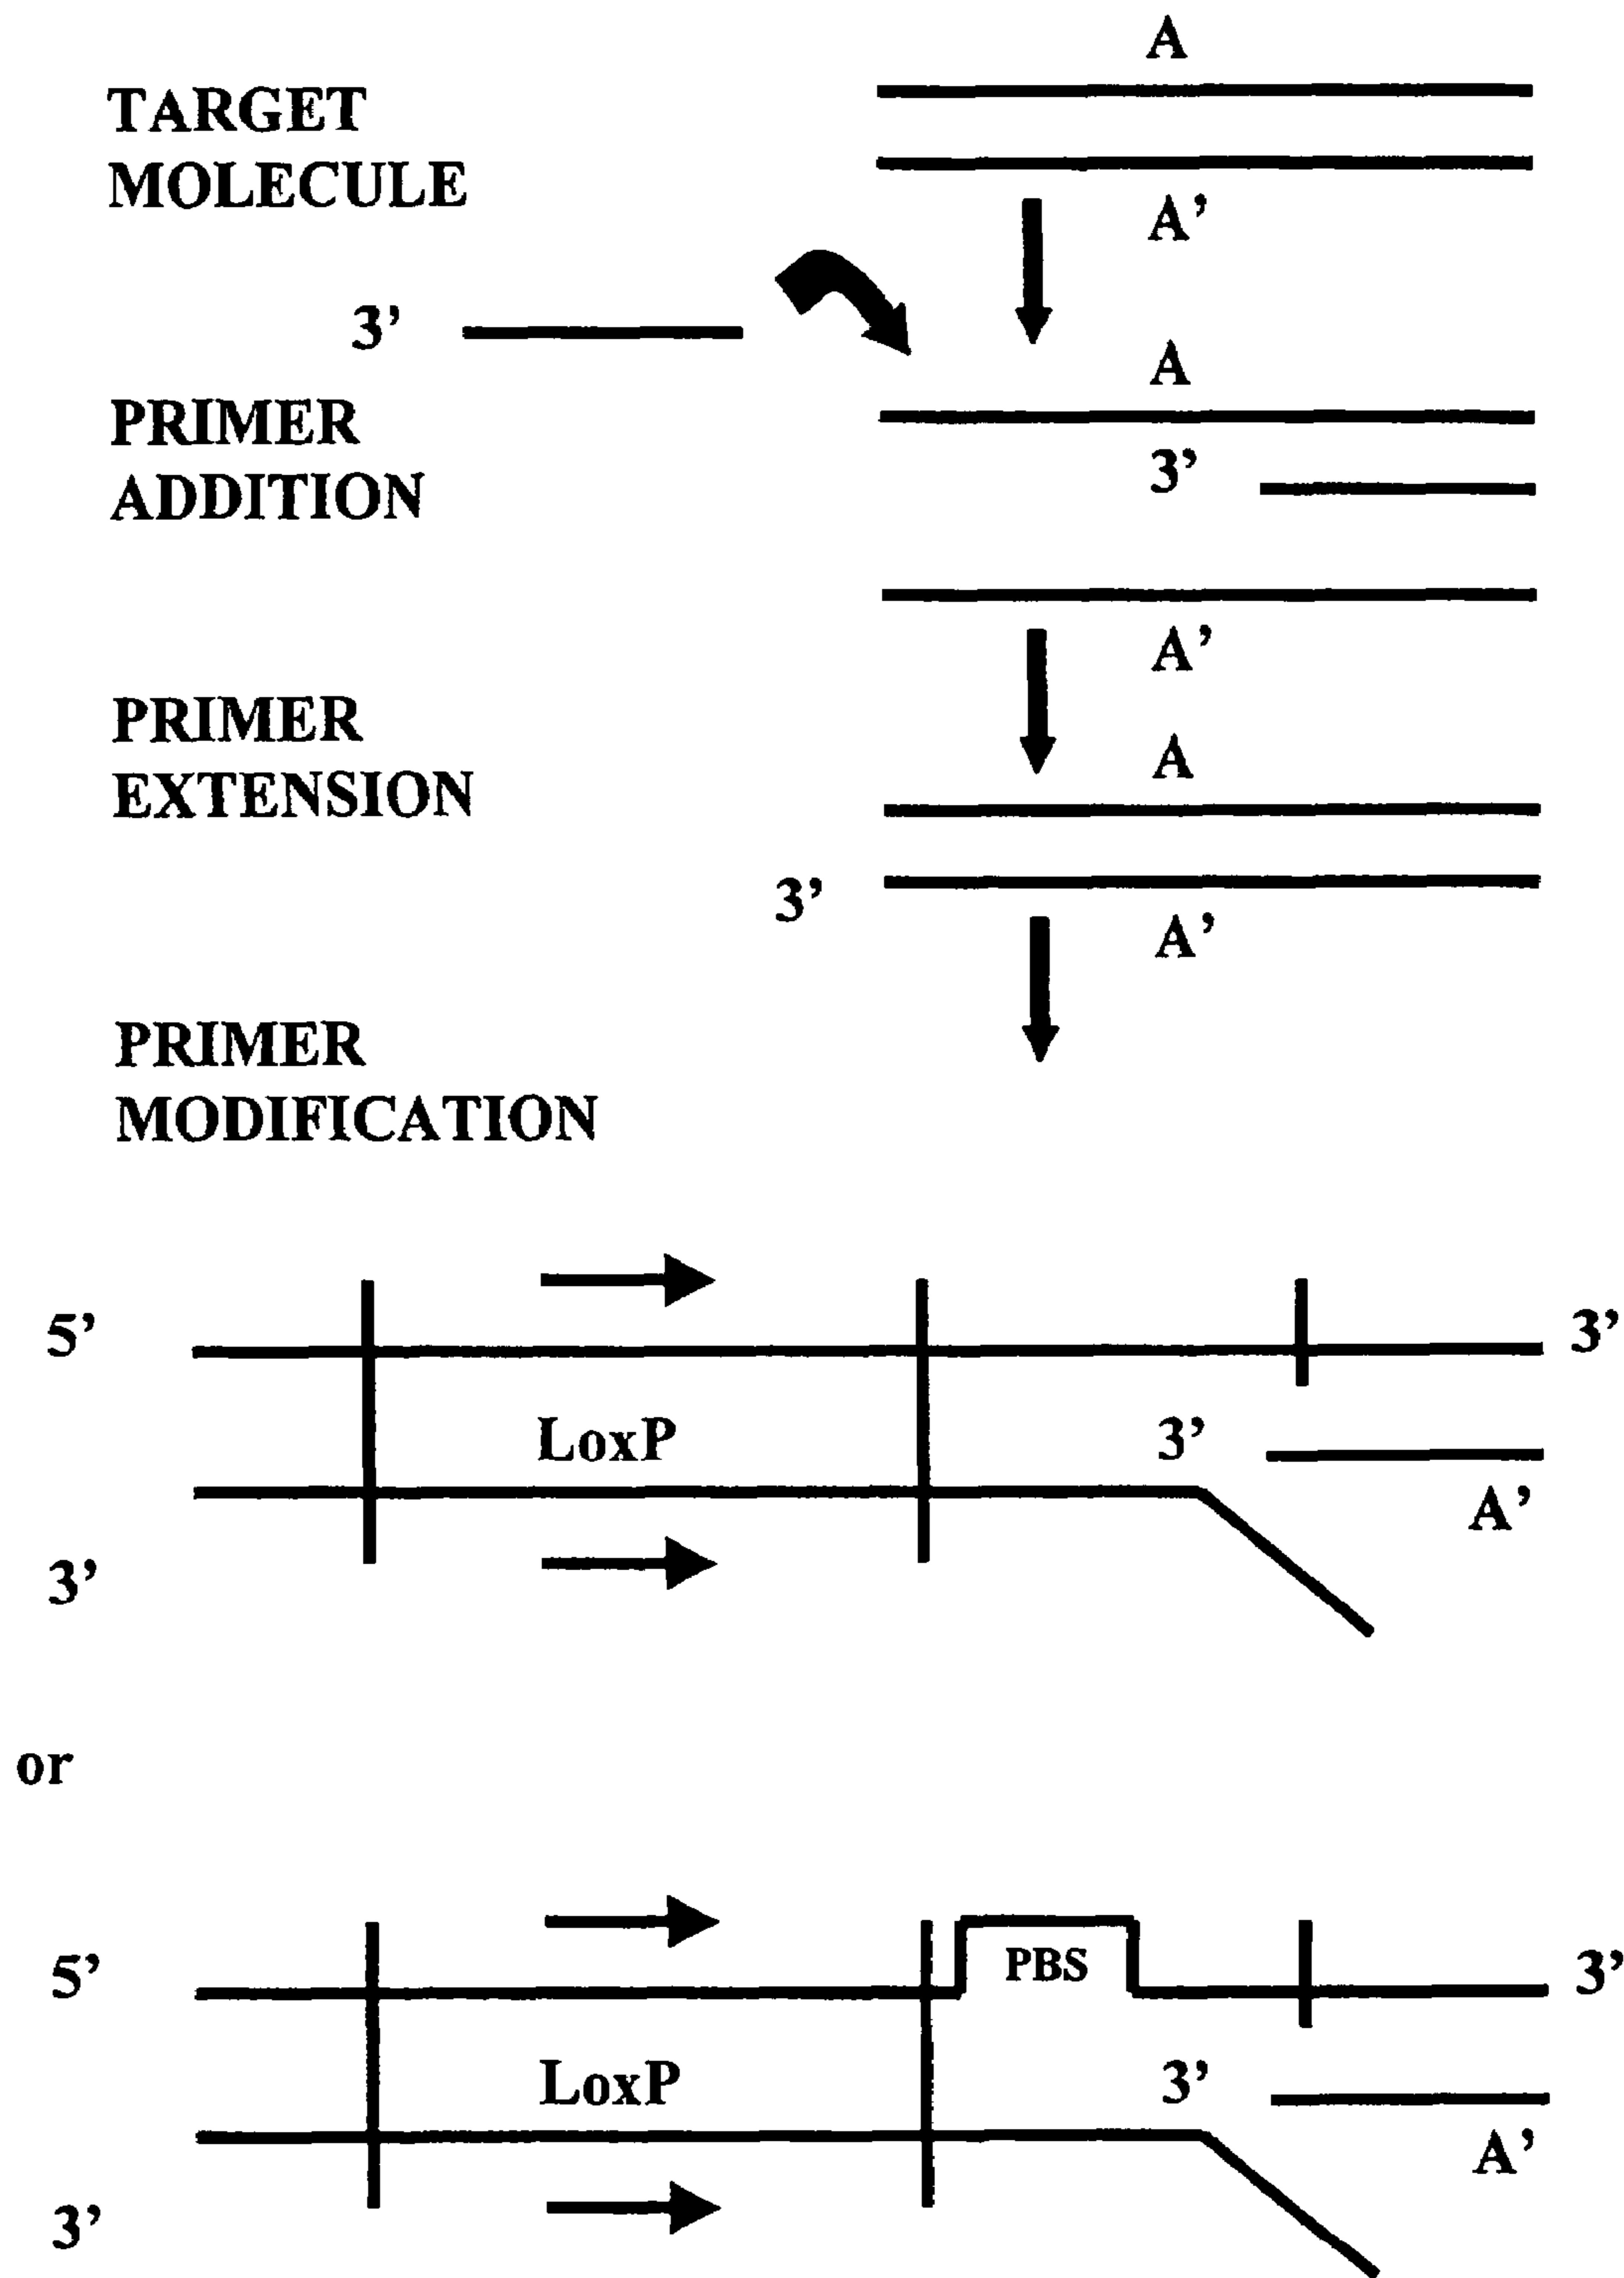 A
TARGET
MOLECULE
A’
3’
A
PRIMER
ADDITION
3’
A’
PRIMER
EXTENSION
A
3’
A’
PRIMER
MODIFICATION
5’ 3’
LoxP 3’
A’
3’
or
5’ PBS 3’
LoxP 3’
A’
3’